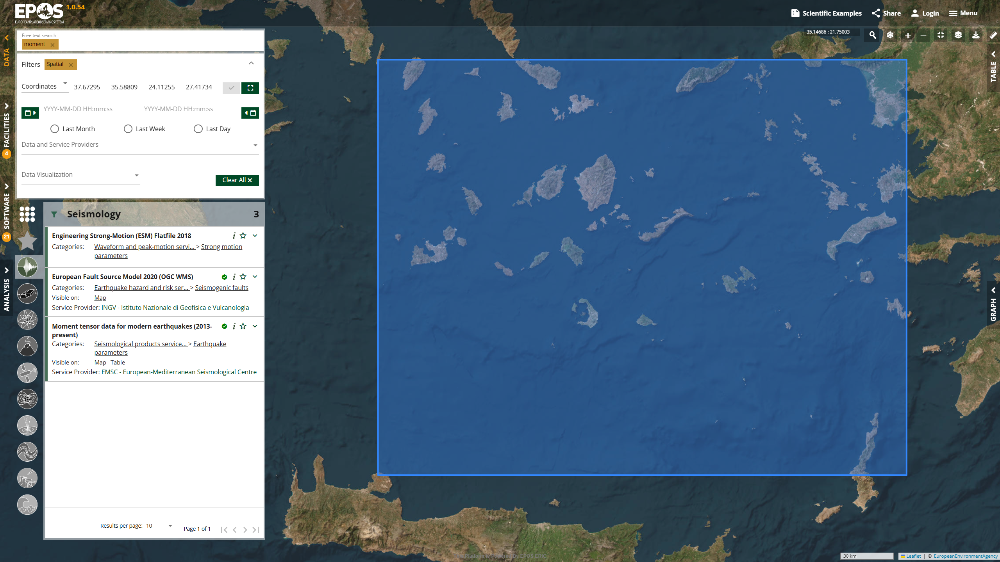 EPOS 1.0.54
EUROPEANPLATEOBSERVINGSYSTEM
Scientific Examples
Share
Login
Menu
35.14686 : 21.75003
DATA
FACILITIES
4
SOFTWARE
21
ANALYSIS
TABLE
GRAPH
Free text search
moment
Filters Spatial
Coordinates 37.67295 35.58809 24.11255 27.41734
YYYY-MM-DD HH:mm:ss YYYY-MM-DD HH:mm:ss
Last Month Last Week Last Day
Data and Service Providers
Data Visualization
Clear All
Seismology 3
Engineering Strong-Motion (ESM) Flatfile 2018
Categories: Waveform and peak-motion servi... > Strong motion
parameters
European Fault Source Model 2020 (OGC WMS)
Categories: Earthquake hazard and risk ser... > Seismogenic faults
Visible on: Map
Service Provider: INGV - Istituto Nazionale di Geofisica e Vulcanologia
Moment tensor data for modern earthquakes (2013-
present)
Categories: Seismological products service... > Earthquake
parameters
Visible on: Map Table
Service Provider: EMSC - European-Mediterranean Seismological Centre
Results per page: 10
Page 1 of 1
Platform is Powered By EPOS ERIC
30 km
Leaflet | © EuropeanEnvironmentAgency